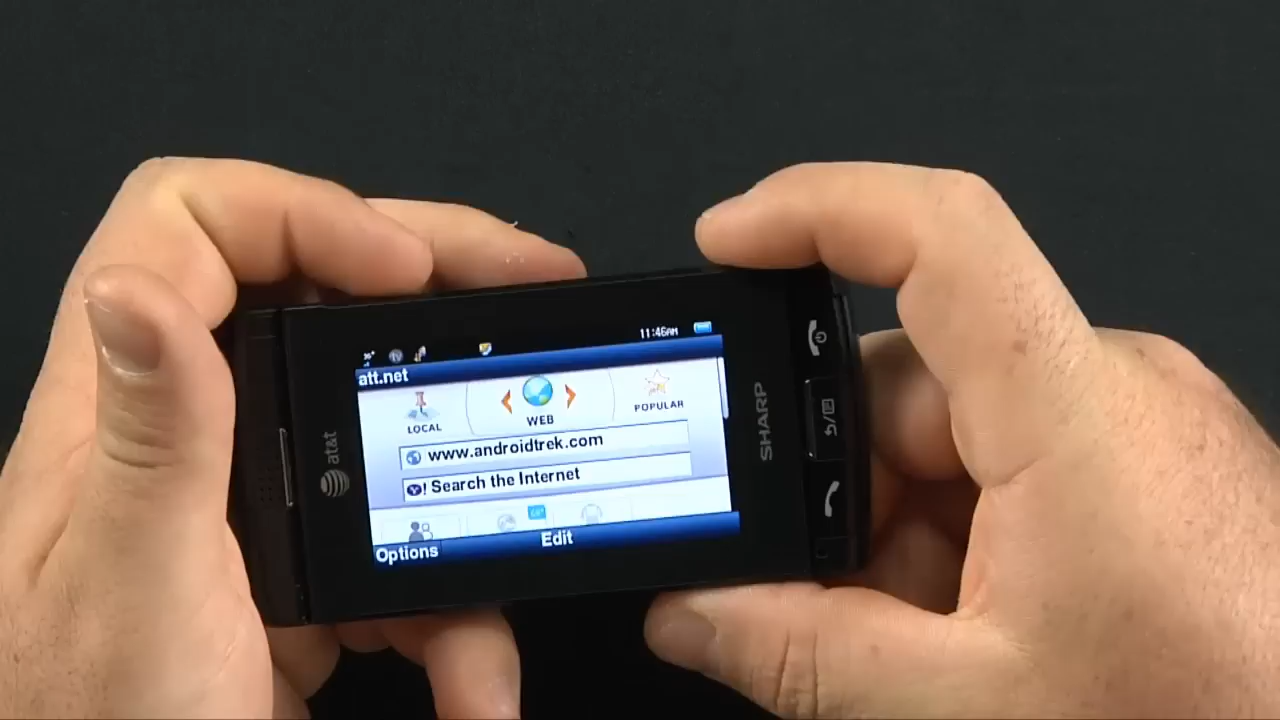 11:46AM
att.net
LOCAL
WEB
POPULAR
www.androidtrek.com
Y! Search the Internet
Options
Edit
at&t
SHARP